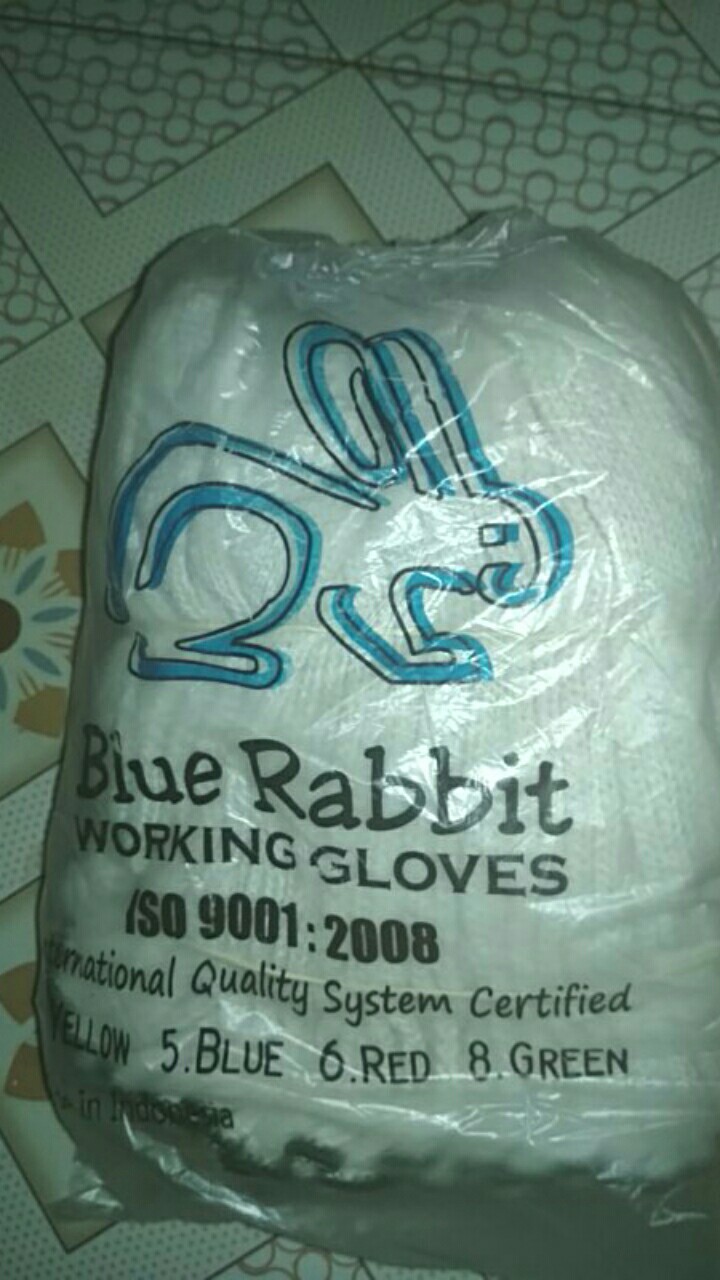 Blue Rabbit
WORKING GLOVES
ISO 9001:2008
ternational Quality System Certified
YELLOW 5.BLUE 6.RED 8.GREEN
in Indonesia